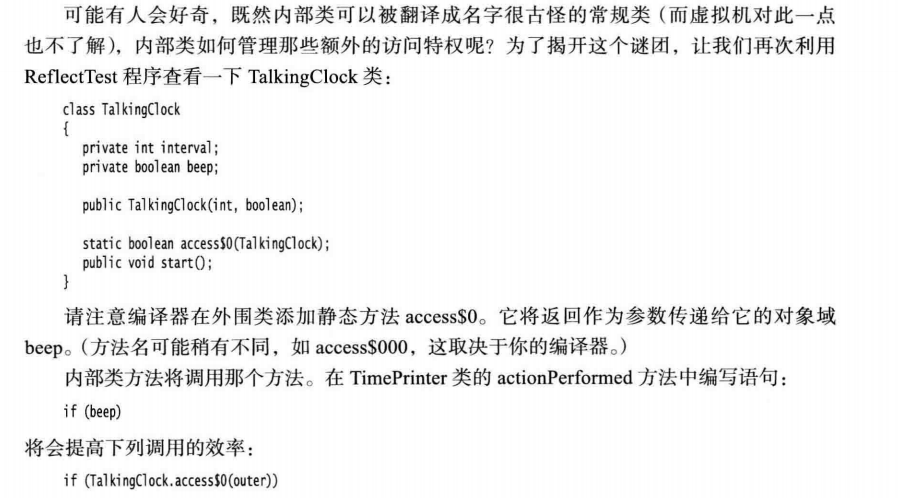 可能有人会好奇，既然内部类可以被翻译成名字很古怪的常规类（而虚拟机对此一点
也不了解），内部类如何管理那些额外的访问特权呢？为了揭开这个谜团，让我们再次利用
ReflectTest 程序查看一下 TalkingClock 类：
class TalkingClock
{
private int interval;
private boolean beep;
public TalkingClock(int, boolean);
static boolean access$0(TalkingClock);
public void start();
}
请注意编译器在外围类添加静态方法 access$0。它将返回作为参数传递给它的对象域
beep。（方法名可能稍有不同，如 access$000，这取决于你的编译器。）
内部类方法将调用那个方法。在 TimePrinter 类的 actionPerformed 方法中编写语句：
if (beep)
将会提高下列调用的效率：
if (TalkingClock.access$0(outer))